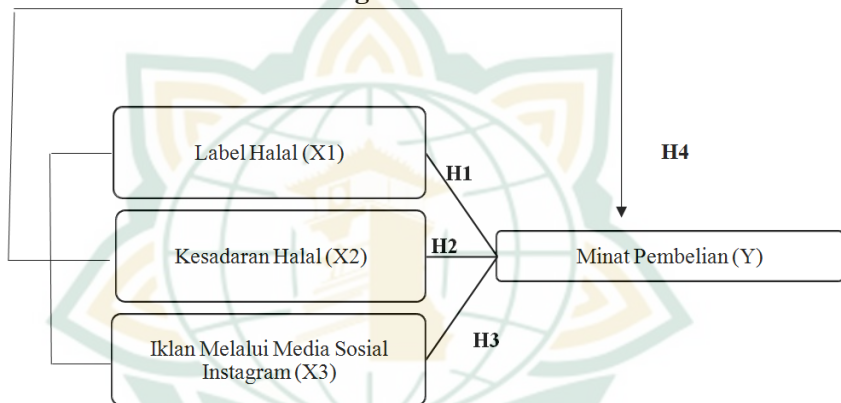 Label Halal (X1)
H1
H4
Kesadaran Halal (X2)
H2
Minat Pembelian (Y)
H3
Iklan Melalui Media Sosial
Instagram (X3)